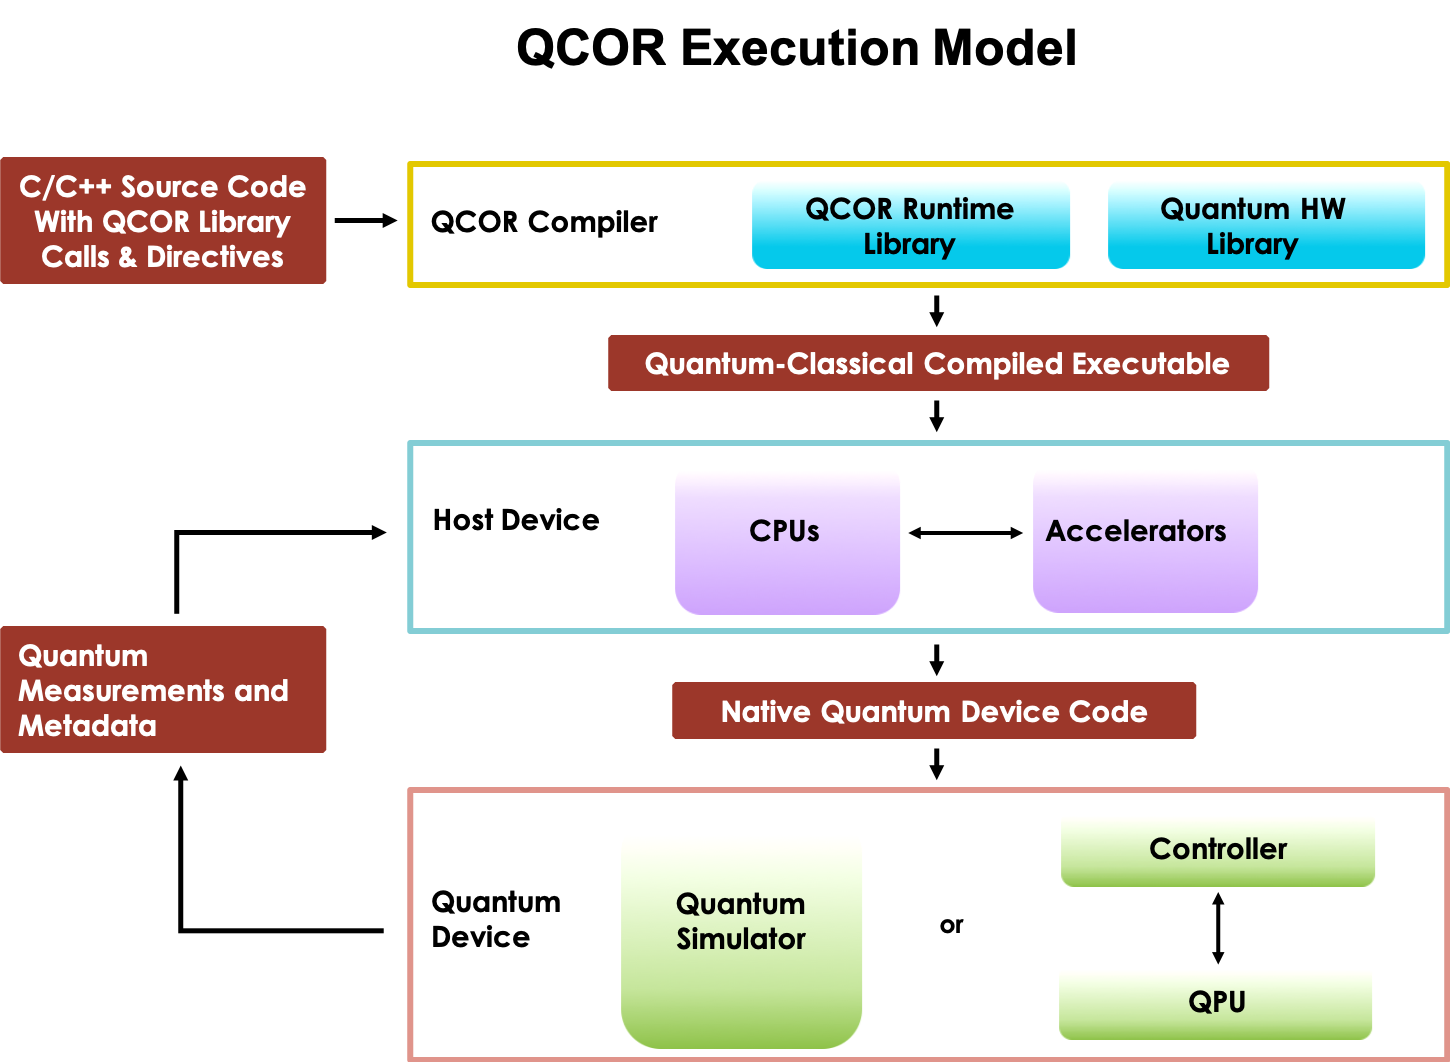 QCOR Execution Model
C/C++ Source Code
With QCOR Library
Calls & Directives
QCOR Compiler
QCOR Runtime
Library
Quantum HW
Library
Quantum-Classical Compiled Executable
Host Device
CPUs
Accelerators
Quantum
Measurements and
Metadata
Native Quantum Device Code
Quantum
Device
Quantum
Simulator
or
Controller
QPU